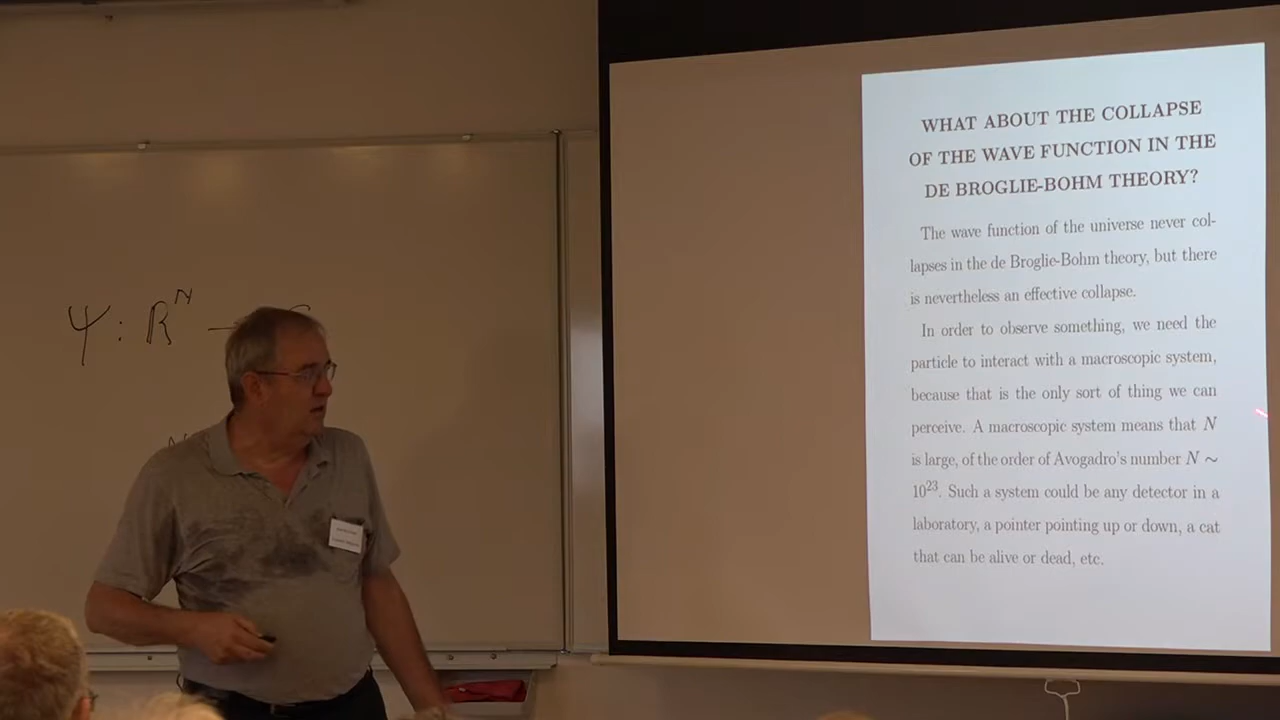 WHAT ABOUT THE COLLAPSE
OF THE WAVE FUNCTION IN THE
DE BROGLIE-BOHM THEORY?
The wave function of the universe never col-
lapses in the de Broglie-Bohm theory, but there
is nevertheless an effective collapse.
In order to observe something, we need the
particle to interact with a macroscopic system,
because that is the only sort of thing we can
perceive. A macroscopic system means that N
is large, of the order of Avogadro's number N ∼
10²³. Such a system could be any detector in a
laboratory, a pointer pointing up or down, a cat
that can be alive or dead, etc.
Ψ : R^N